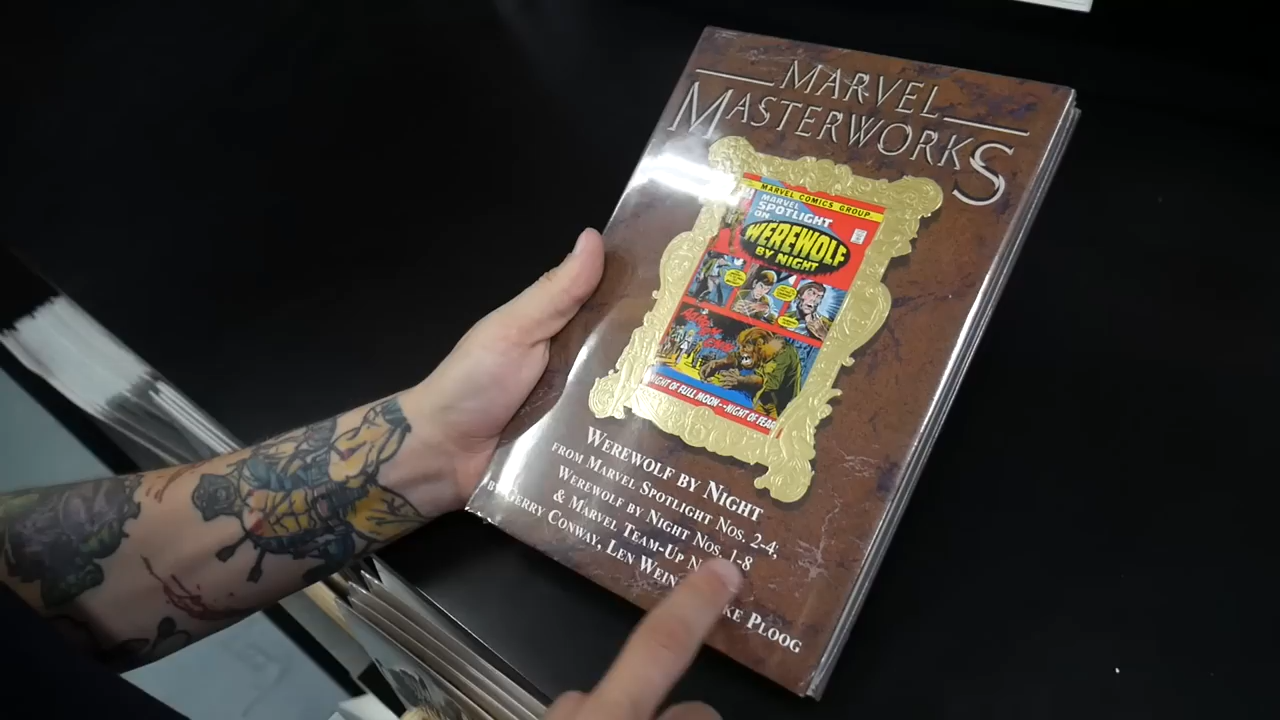 MARVEL
MASTERWORKS
MARVEL COMICS GROUP
MARVEL
SPOTLIGHT
ON
WEREWOLF
BY NIGHT
NIGHT OF FULL MOON--NIGHT OF FEAR
WEREWOLF BY NIGHT
FROM MARVEL SPOTLIGHT NOS. 2-4;
WEREWOLF BY NIGHT NOS. 1-8
& MARVEL TEAM-UP
BY GERRY CONWAY, LEN WEIN
PLOOG